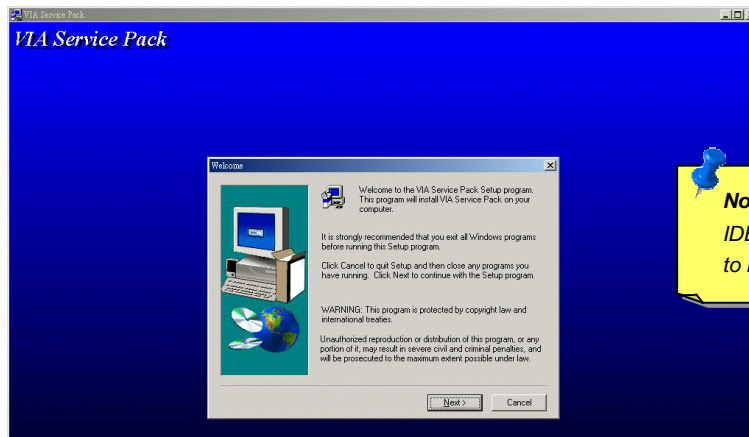 VIA Service Pack
VIA Service Pack
Welcome
Welcome to the VIA Service Pack Setup program.
This program will install VIA Service Pack on your
computer.
It is strongly recommended that you exit all Windows programs
before running this Setup program.
Click Cancel to quit Setup and then close any programs you
have running. Click Next to continue with the Setup program.
WARNING: This program is protected by copyright law and
international treaties.
Unauthorized reproduction or distribution of this program, or any
portion of it, may result in severe civil and criminal penalties, and
will be prosecuted to the maximum extent possible under law.
Next >
Cancel
to